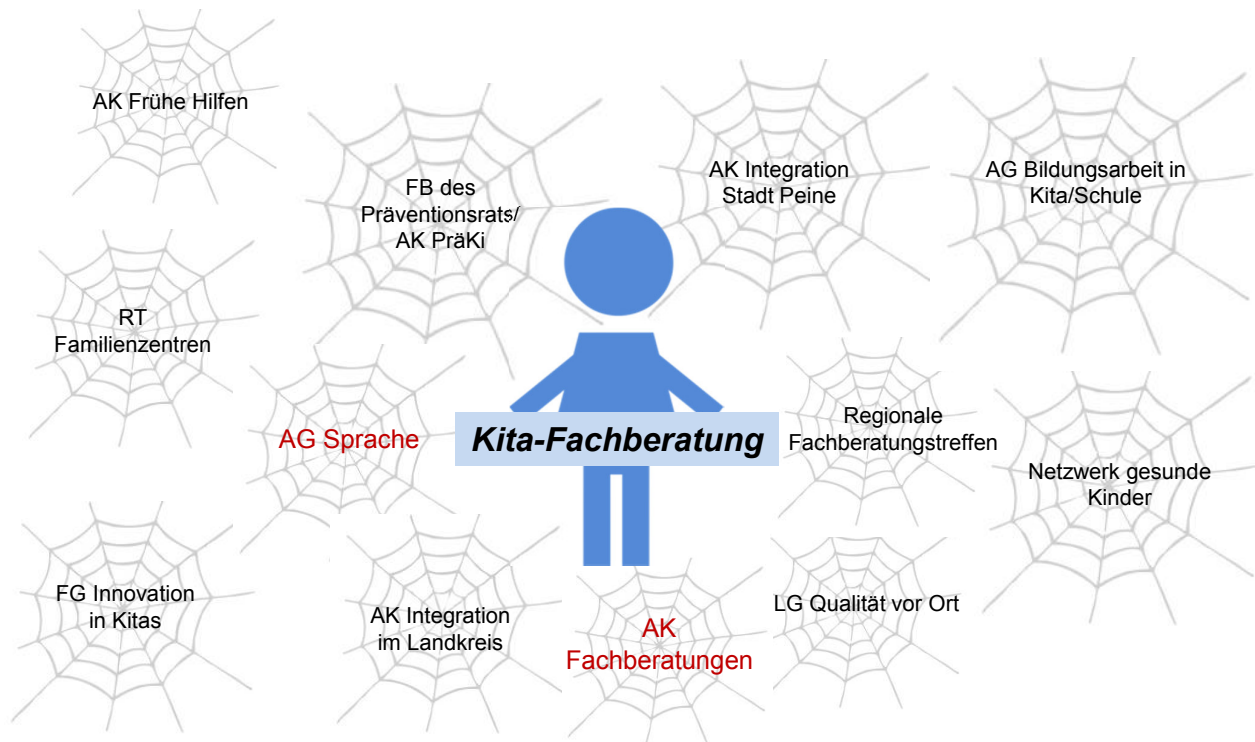 AK Frühe Hilfen
FB des
Präventionsrats/
AK PräKi
AK Integration
Stadt Peine
AG Bildungsarbeit in
Kita/Schule
RT
Familienzentren
AG Sprache
Kita-Fachberatung
Regionale
Fachberatungstreffen
Netzwerk gesunde
Kinder
FG Innovation
in Kitas
AK Integration
im Landkreis
AK
Fachberatungen
LG Qualität vor Ort